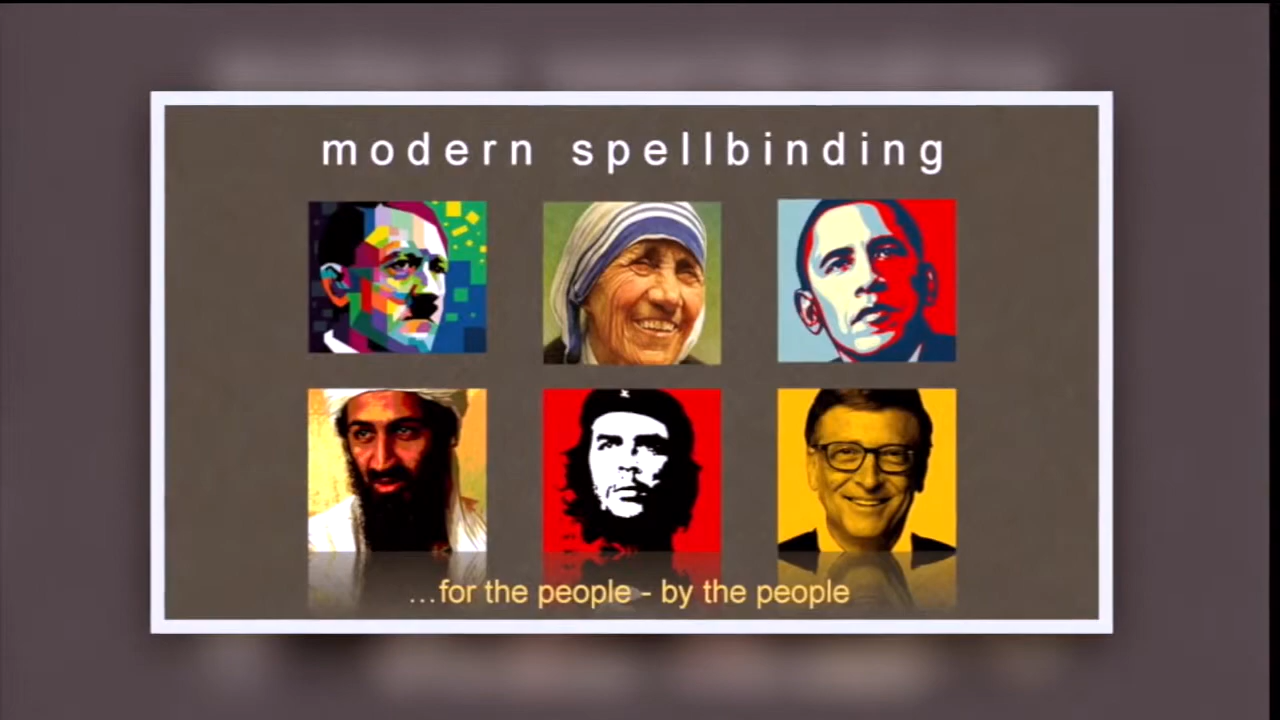 modern spellbinding
...for the people - by the people